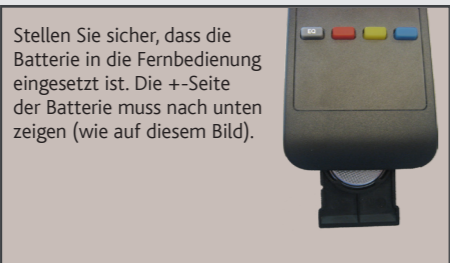 Stellen Sie sicher, dass die
Batterie in die Fernbedienung
eingesetzt ist. Die +-Seite
der Batterie muss nach unten
zeigen (wie auf diesem Bild).
EQ